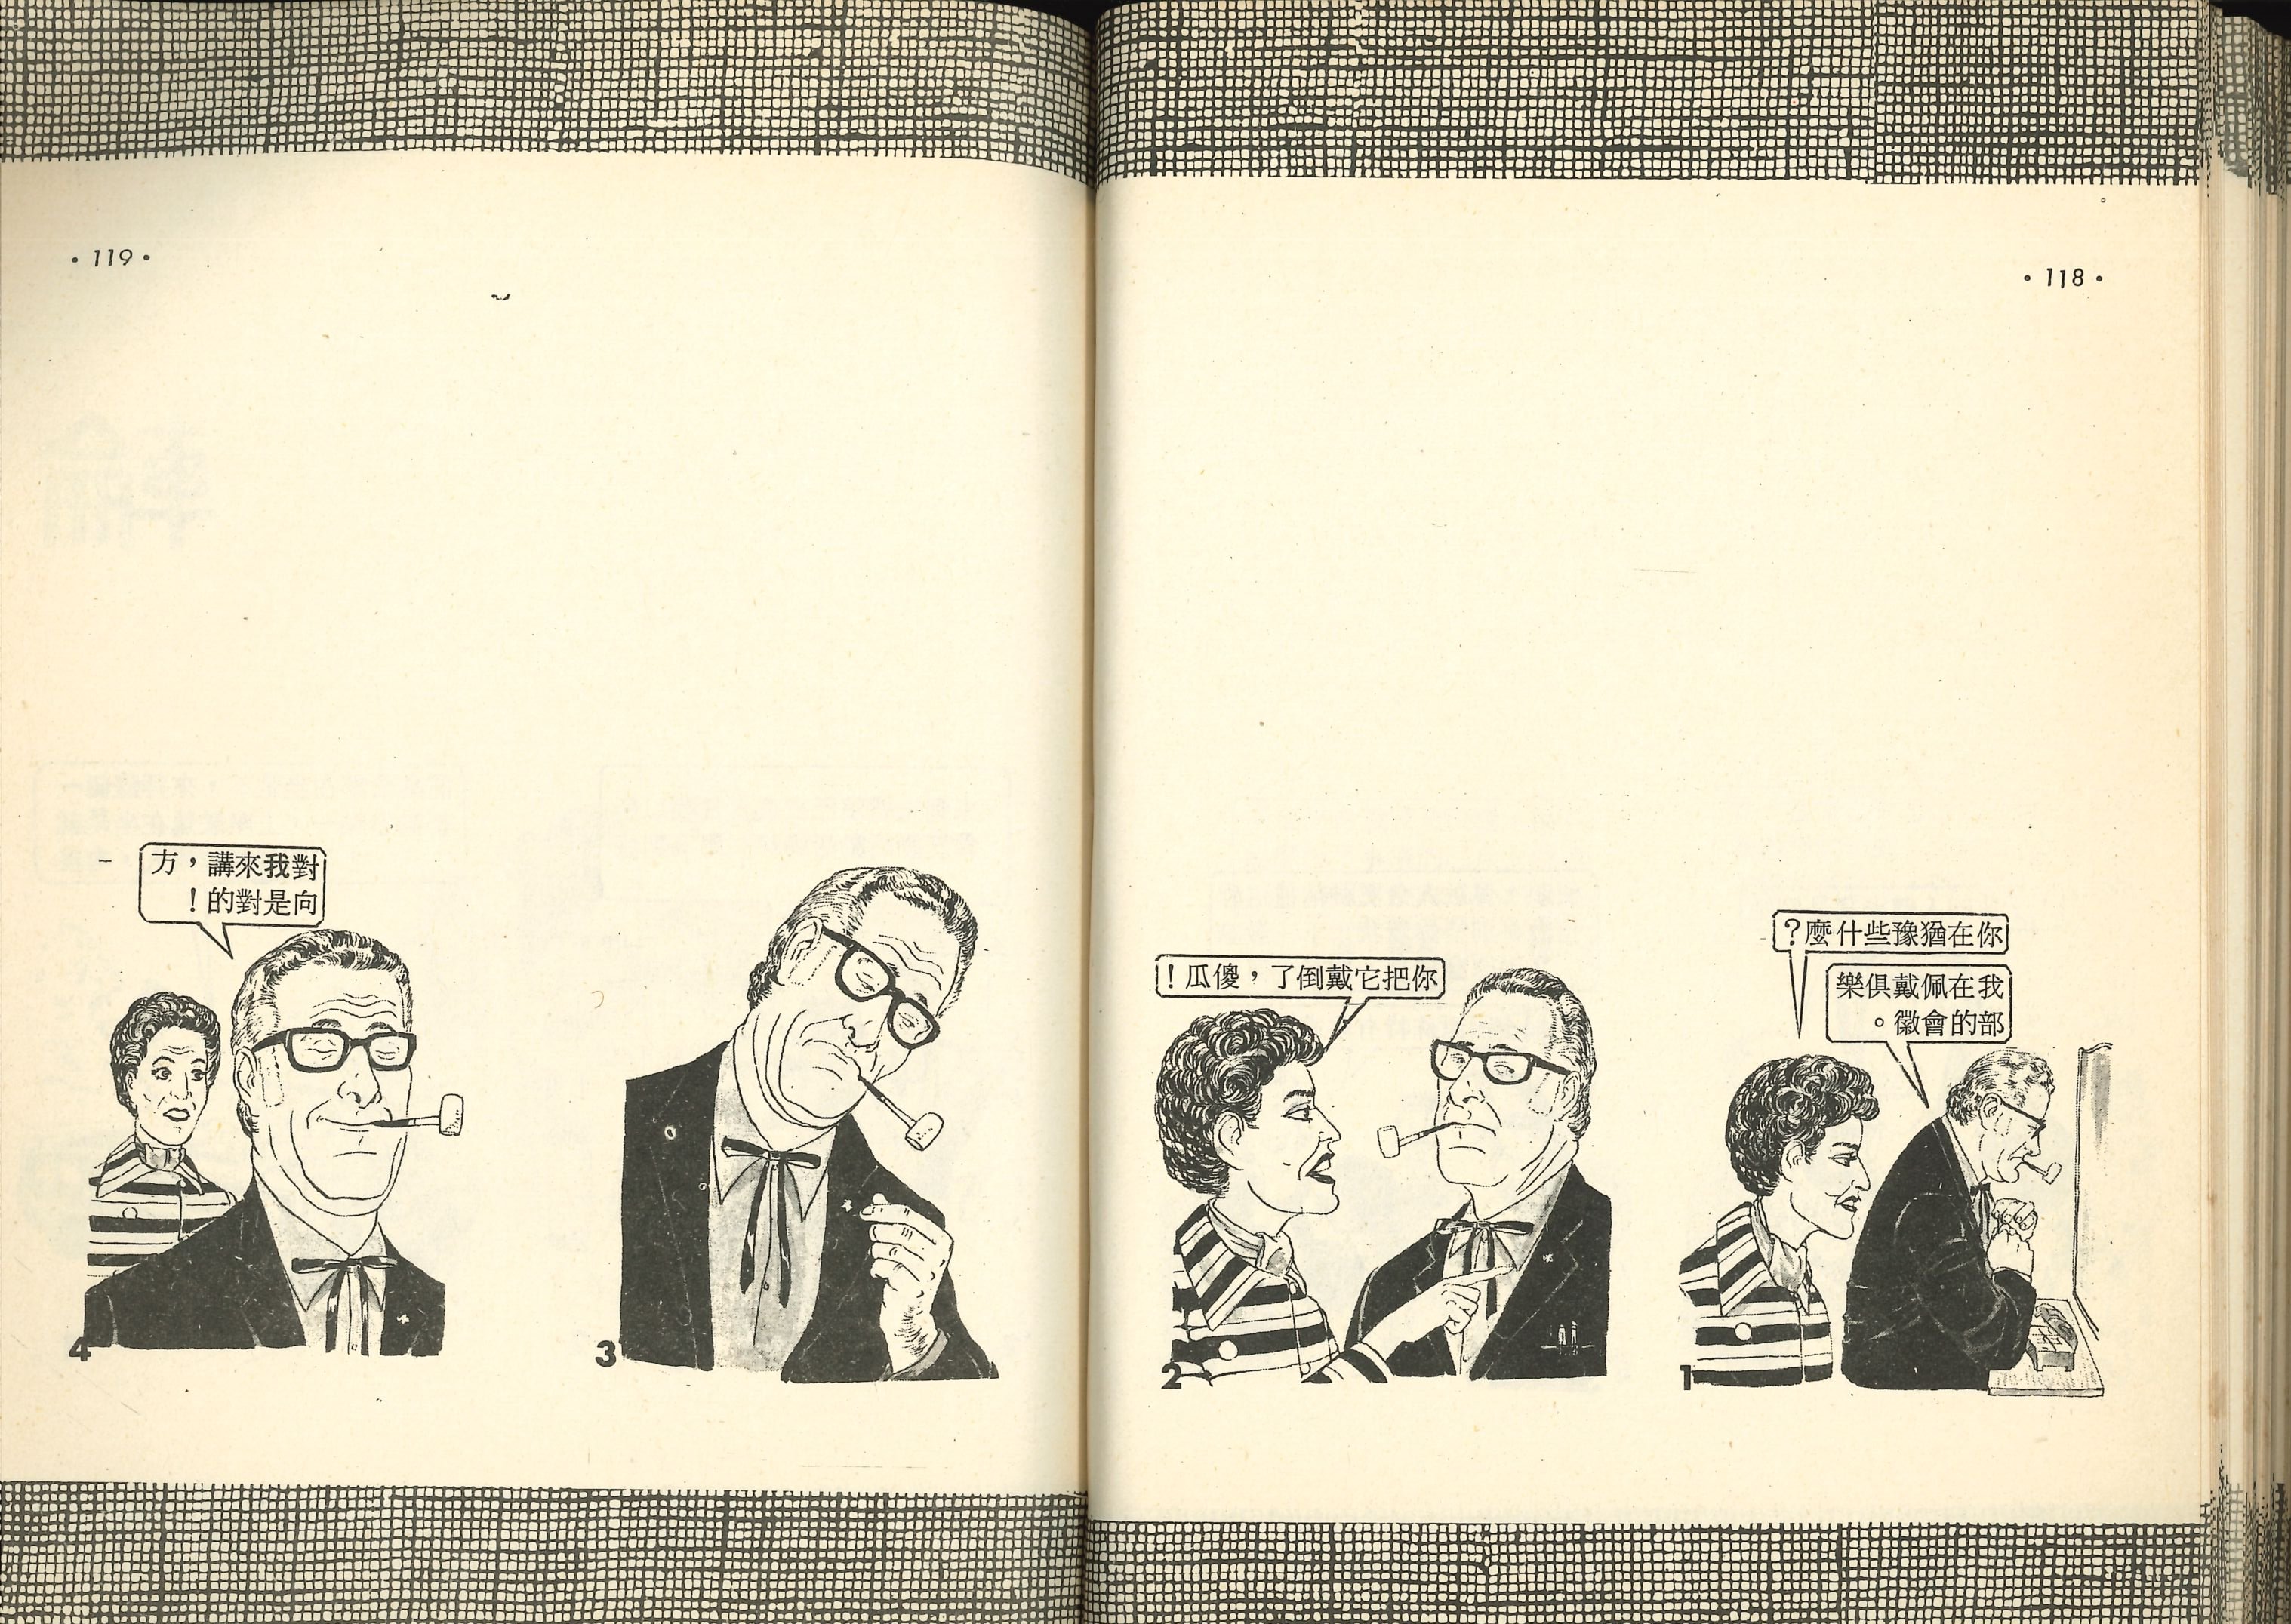 • 118 •
你在猶豫些什麼？
我在佩戴俱樂
部的會徽。
1
你把它戴倒了，傻瓜！
2
• 119 •
3
對我來講，方
向是對的！
4